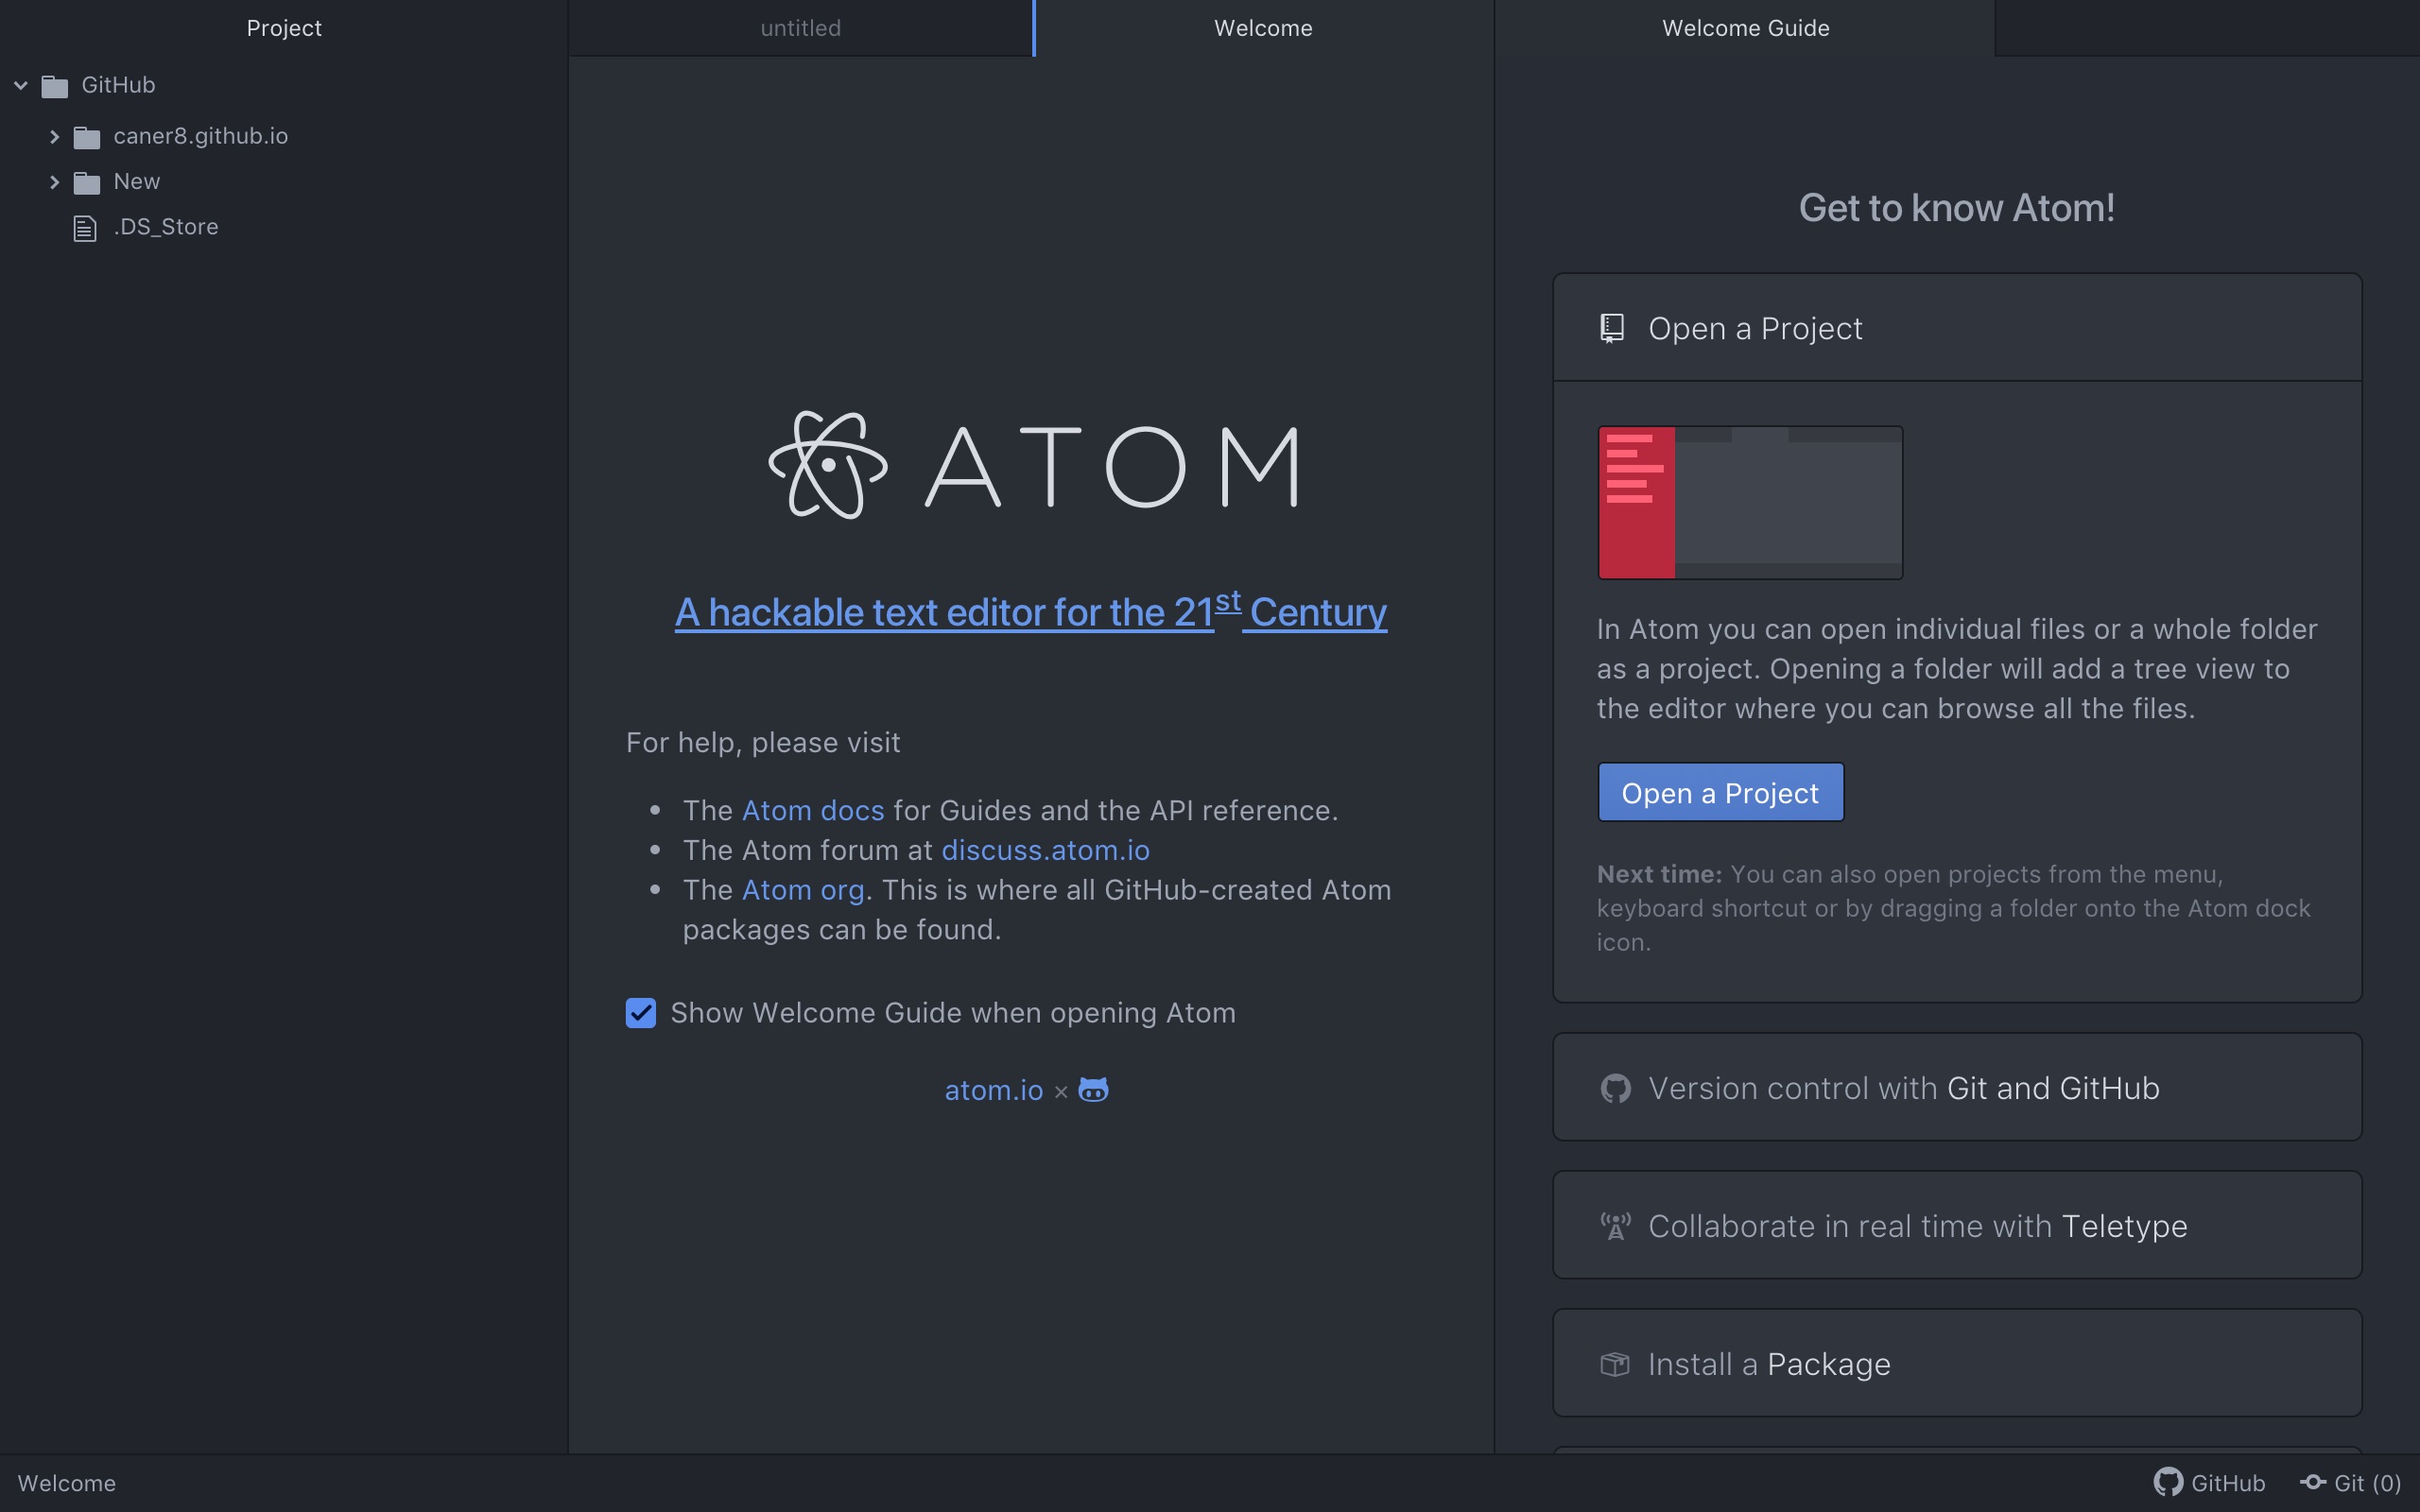 Project
untitled
Welcome
Welcome Guide
GitHub
caner8.github.io
New
.DS_Store
ATOM
A hackable text editor for the 21st Century
For help, please visit
The Atom docs for Guides and the API reference.
The Atom forum at discuss.atom.io
The Atom org. This is where all GitHub-created Atom
packages can be found.
Show Welcome Guide when opening Atom
atom.io ×
Get to know Atom!
Open a Project
In Atom you can open individual files or a whole folder
as a project. Opening a folder will add a tree view to
the editor where you can browse all the files.
Open a Project
Next time: You can also open projects from the menu,
keyboard shortcut or by dragging a folder onto the Atom dock
icon.
Version control with Git and GitHub
Collaborate in real time with Teletype
Install a Package
Welcome
GitHub
Git (0)